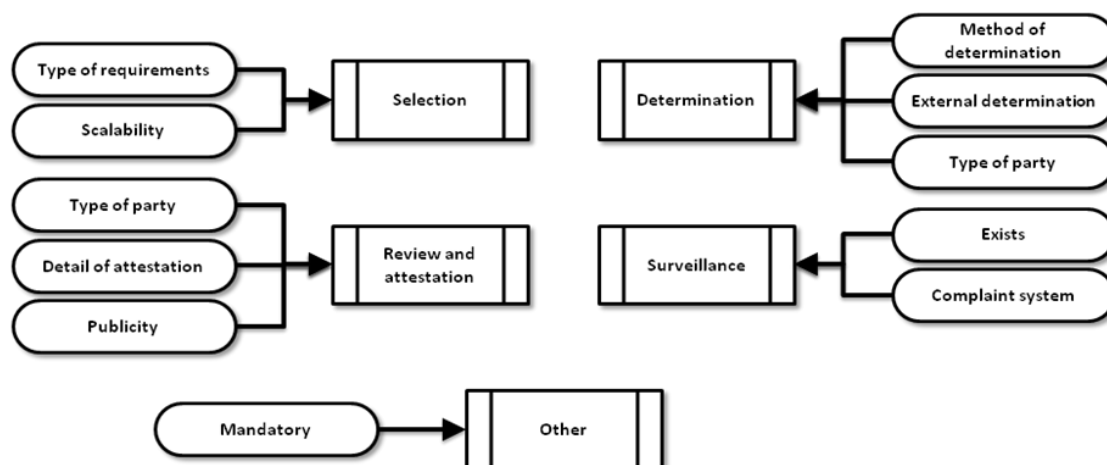 Type of requirements
Scalability
Selection
Determination
Method of
determination
External determination
Type of party
Type of party
Detail of attestation
Publicity
Review and
attestation
Surveillance
Exists
Complaint system
Mandatory
Other